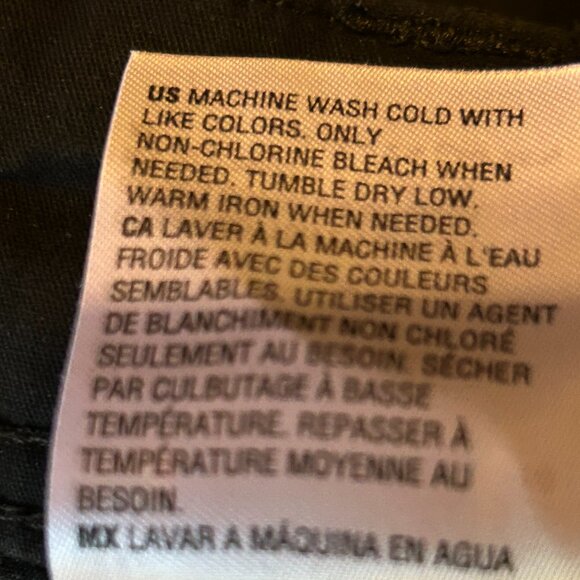 US MACHINE WASH COLD WITH
LIKE COLORS. ONLY
NON-CHLORINE BLEACH WHEN
NEEDED. TUMBLE DRY LOW.
WARM IRON WHEN NEEDED.
CA LAVER À LA MACHINE À L'EAU
FROIDE AVEC DES COULEURS
SEMBLABLES. UTILISER UN AGENT
DE BLANCHIMENT NON CHLORÉ
SEULEMENT AU BESOIN. SÉCHER
PAR CULBUTAGE À BASSE
TEMPÉRATURE. REPASSER À
TEMPÉRATURE MOYENNE AU
BESOIN.
MX LAVAR A MÁQUINA EN AGUA